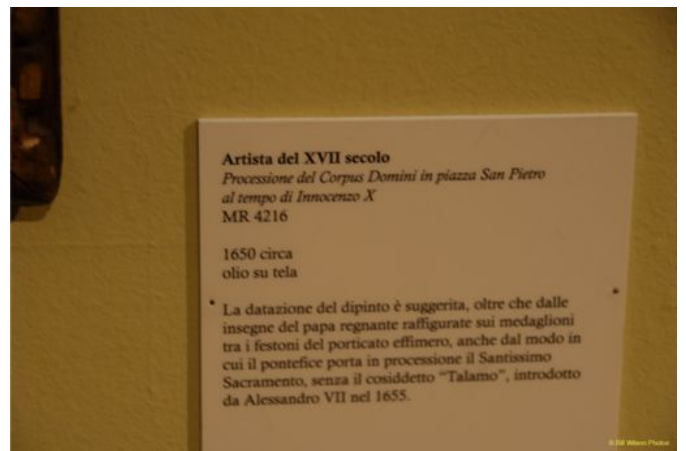 Artista del XVII secolo
Processione del Corpus Domini in piazza San Pietro
al tempo di Innocenzo X
MR 4216
1650 circa
olio su tela
La datazione del dipinto è suggerita, oltre che dalle
insegne del papa regnante raffigurate sui medaglioni
tra i festoni del porticato effimero, anche dal modo in
cui il pontefice porta in processione il Santissimo
Sacramento, senza il cosiddetto “Talamo”, introdotto
da Alessandro VII nel 1655.
© Bill Wilson Photos